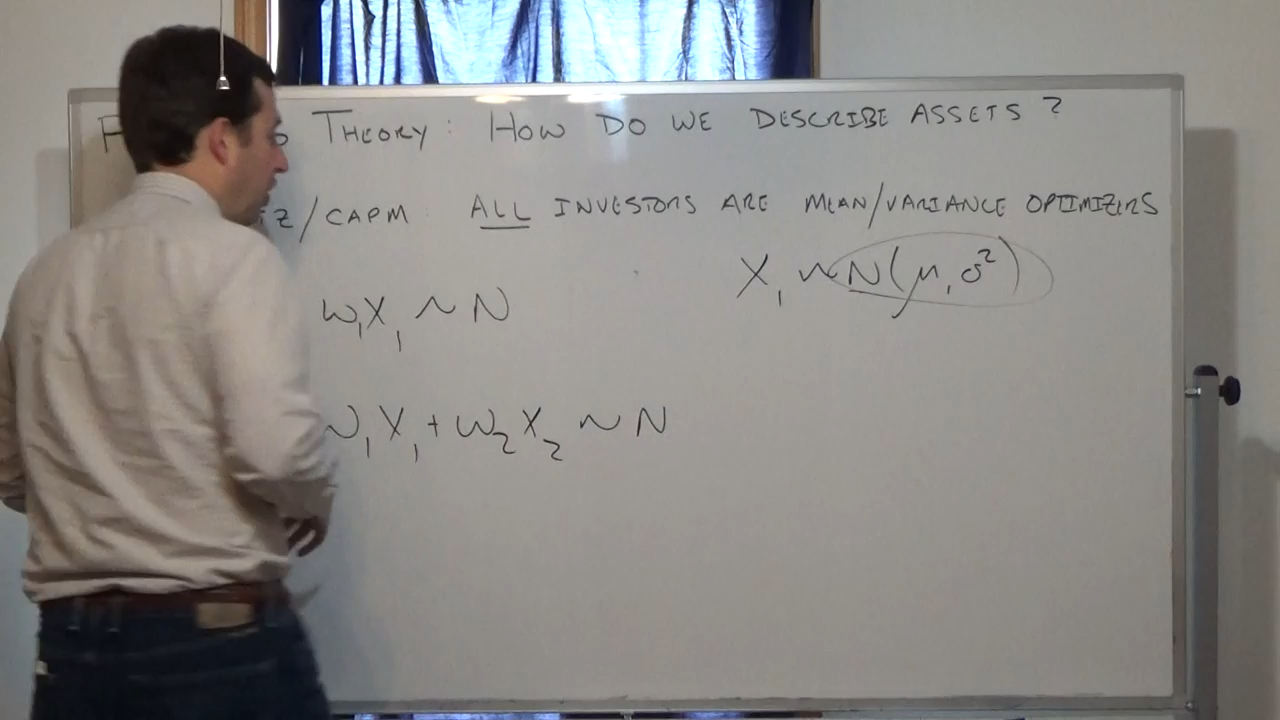 THEORY: HOW DO WE DESCRIBE ASSETS?
Z/CAPM ALL INVESTORS ARE MEAN/VARIANCE OPTIMIZERS
X₁ ~ N(μ, σ²)
W₁X₁ ~ N
W₁X₁ + W₂X₂ ~ N